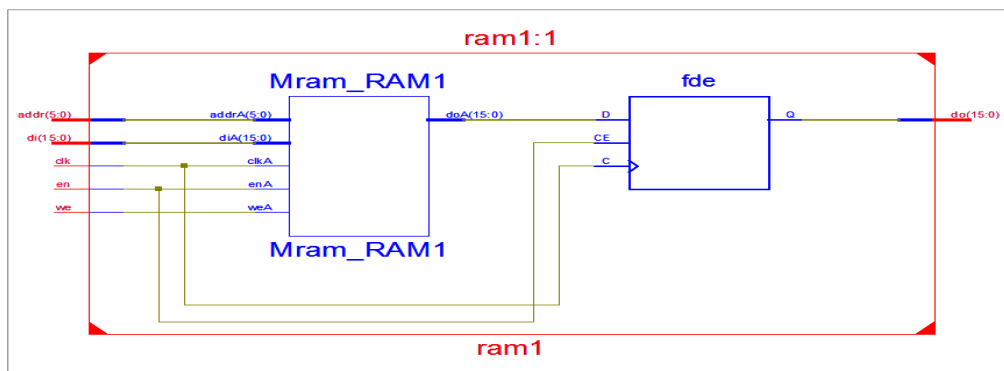 ram1:1
Mram_RAM1
fde
addr(5:0) addrA(5:0) doA(15:0) D Q do(15:0)
di(15:0) diA(15:0) CE
clk clkA C
en enA
we weA
Mram_RAM1
ram1